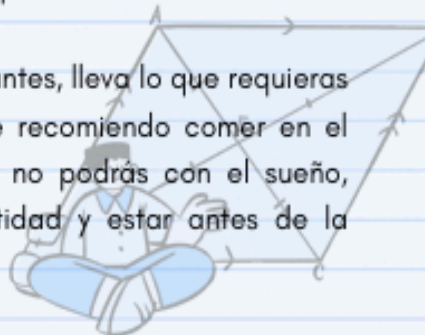 A
antes, lleva lo que requieras
recomiendo comer en el
no podrás con el sueño,
tidad y estar antes de la
C